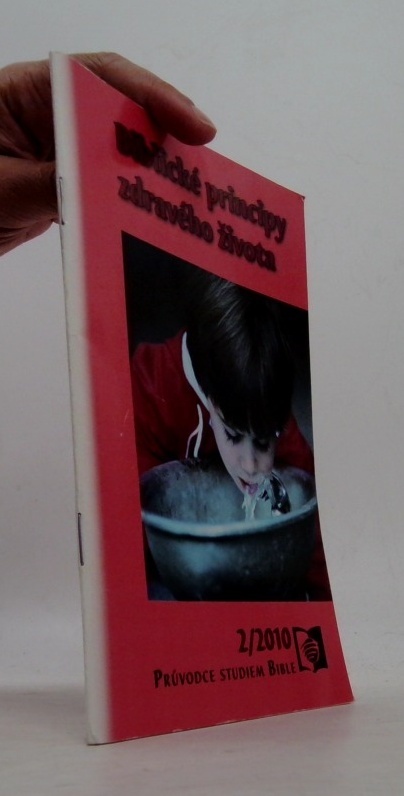 Biblické principy
zdravého života
2/2010
PRŮVODCE STUDIEM BIBLE